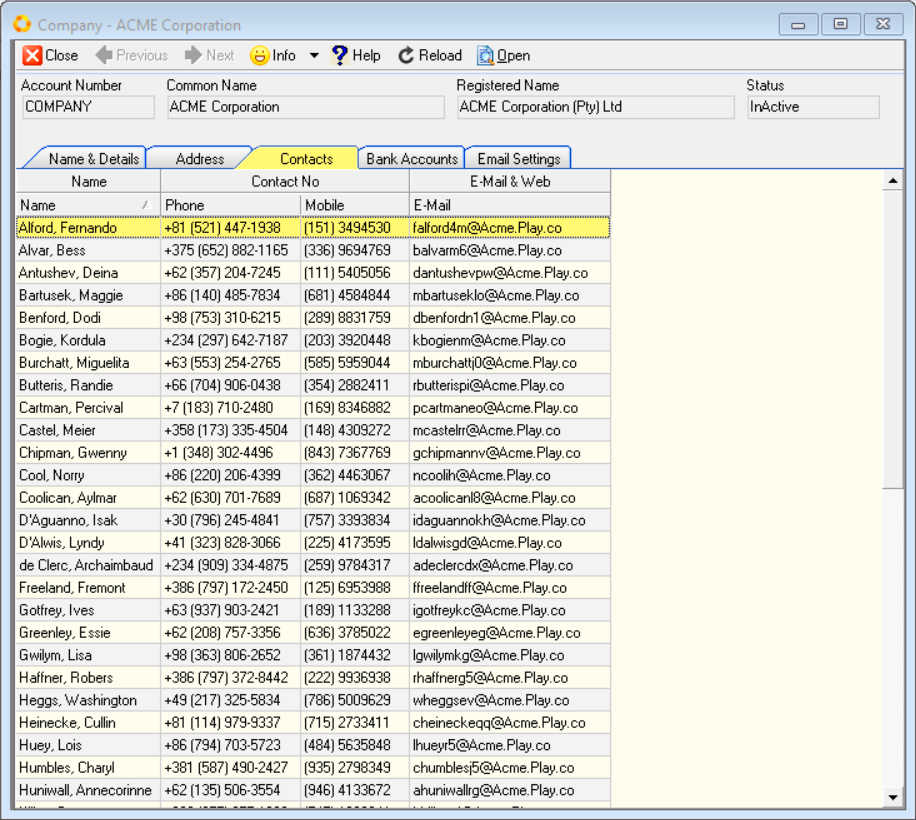 Company - ACME Corporation
Close Previous Next Info Help Reload Open
Account Number Common Name Registered Name Status
COMPANY ACME Corporation ACME Corporation (Pty) Ltd InActive
Name & Details Address Contacts Bank Accounts Email Settings
Name Contact No E-Mail & Web
Name Phone Mobile E-Mail
Alford, Fernando +81 (521) 447-1938 (151) 3494530 falford4m@Acme.Play.co
Alvar, Bess +375 (652) 882-1165 (336) 9694769 balvarm6@Acme.Play.co
Antushev, Deina +62 (357) 204-7245 (111) 5405056 dantushevpw@Acme.Play.co
Bartusek, Maggie +86 (140) 485-7834 (681) 4584844 mbartuseklo@Acme.Play.co
Benford, Dodi +98 (753) 310-6215 (289) 8831759 dbenfordn1@Acme.Play.co
Bogie, Kordula +234 (297) 642-7187 (203) 3920448 kbogienm@Acme.Play.co
Burchatt, Miguelita +63 (553) 254-2765 (585) 5959044 mburchattj0@Acme.Play.co
Butteris, Randie +66 (704) 906-0438 (354) 2882411 rbutterispi@Acme.Play.co
Cartman, Percival +7 (183) 710-2480 (169) 8346882 pcartmaneo@Acme.Play.co
Castel, Meier +358 (173) 335-4504 (148) 4309272 mcastelrr@Acme.Play.co
Chipman, Gwenny +1 (348) 302-4496 (843) 7367769 gchipmannv@Acme.Play.co
Cool, Norry +86 (220) 206-4399 (362) 4463067 ncoolih@Acme.Play.co
Coolican, Aylmar +62 (630) 701-7689 (687) 1069342 acoolicanl8@Acme.Play.co
D'Aguanno, Isak +30 (796) 245-4841 (757) 3393834 idaguannokh@Acme.Play.co
D'Alwis, Lyndy +41 (323) 828-3066 (225) 4173595 ldalwisgd@Acme.Play.co
de Clerc, Archaimbaud +234 (909) 334-4875 (259) 9784317 adeclercdx@Acme.Play.co
Freeland, Fremont +386 (797) 172-2450 (125) 6953988 ffreelandff@Acme.Play.co
Gotfrey, Ives +63 (937) 903-2421 (189) 1133288 igotfreykc@Acme.Play.co
Greenley, Essie +62 (208) 757-3356 (636) 3785022 egreenleyeg@Acme.Play.co
Gwilym, Lisa +98 (363) 806-2652 (361) 1874432 lgwilymkg@Acme.Play.co
Haffner, Robers +386 (797) 372-8442 (222) 9936938 rhaffnerg5@Acme.Play.co
Heggs, Washington +49 (217) 325-5834 (786) 5009629 wheggsev@Acme.Play.co
Heinecke, Cullin +81 (114) 979-9337 (715) 2733411 cheineckeqq@Acme.Play.co
Huey, Lois +86 (794) 703-5723 (484) 5635848 lhueyr5@Acme.Play.co
Humbles, Charyl +381 (587) 490-2427 (935) 2798349 chumblesj5@Acme.Play.co
Huniwall, Annecorinne +62 (135) 506-3554 (946) 4133672 ahuniwallrg@Acme.Play.co